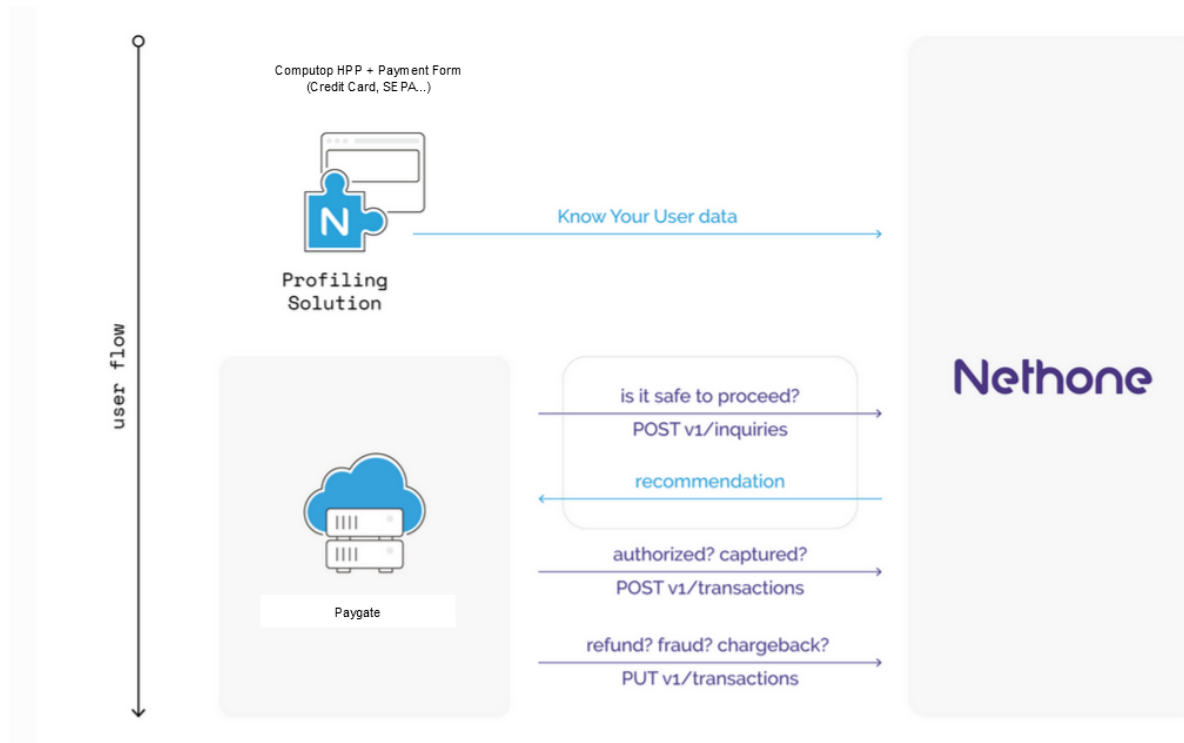 Computop HPP + Payment Form
(Credit Card, SEPA...)
N
Know Your User data
Profiling
Solution
user flow
Nethone
is it safe to proceed?
POST v1/inquiries
recommendation
authorized? captured?
POST v1/transactions
Paygate
refund? fraud? chargeback?
PUT v1/transactions